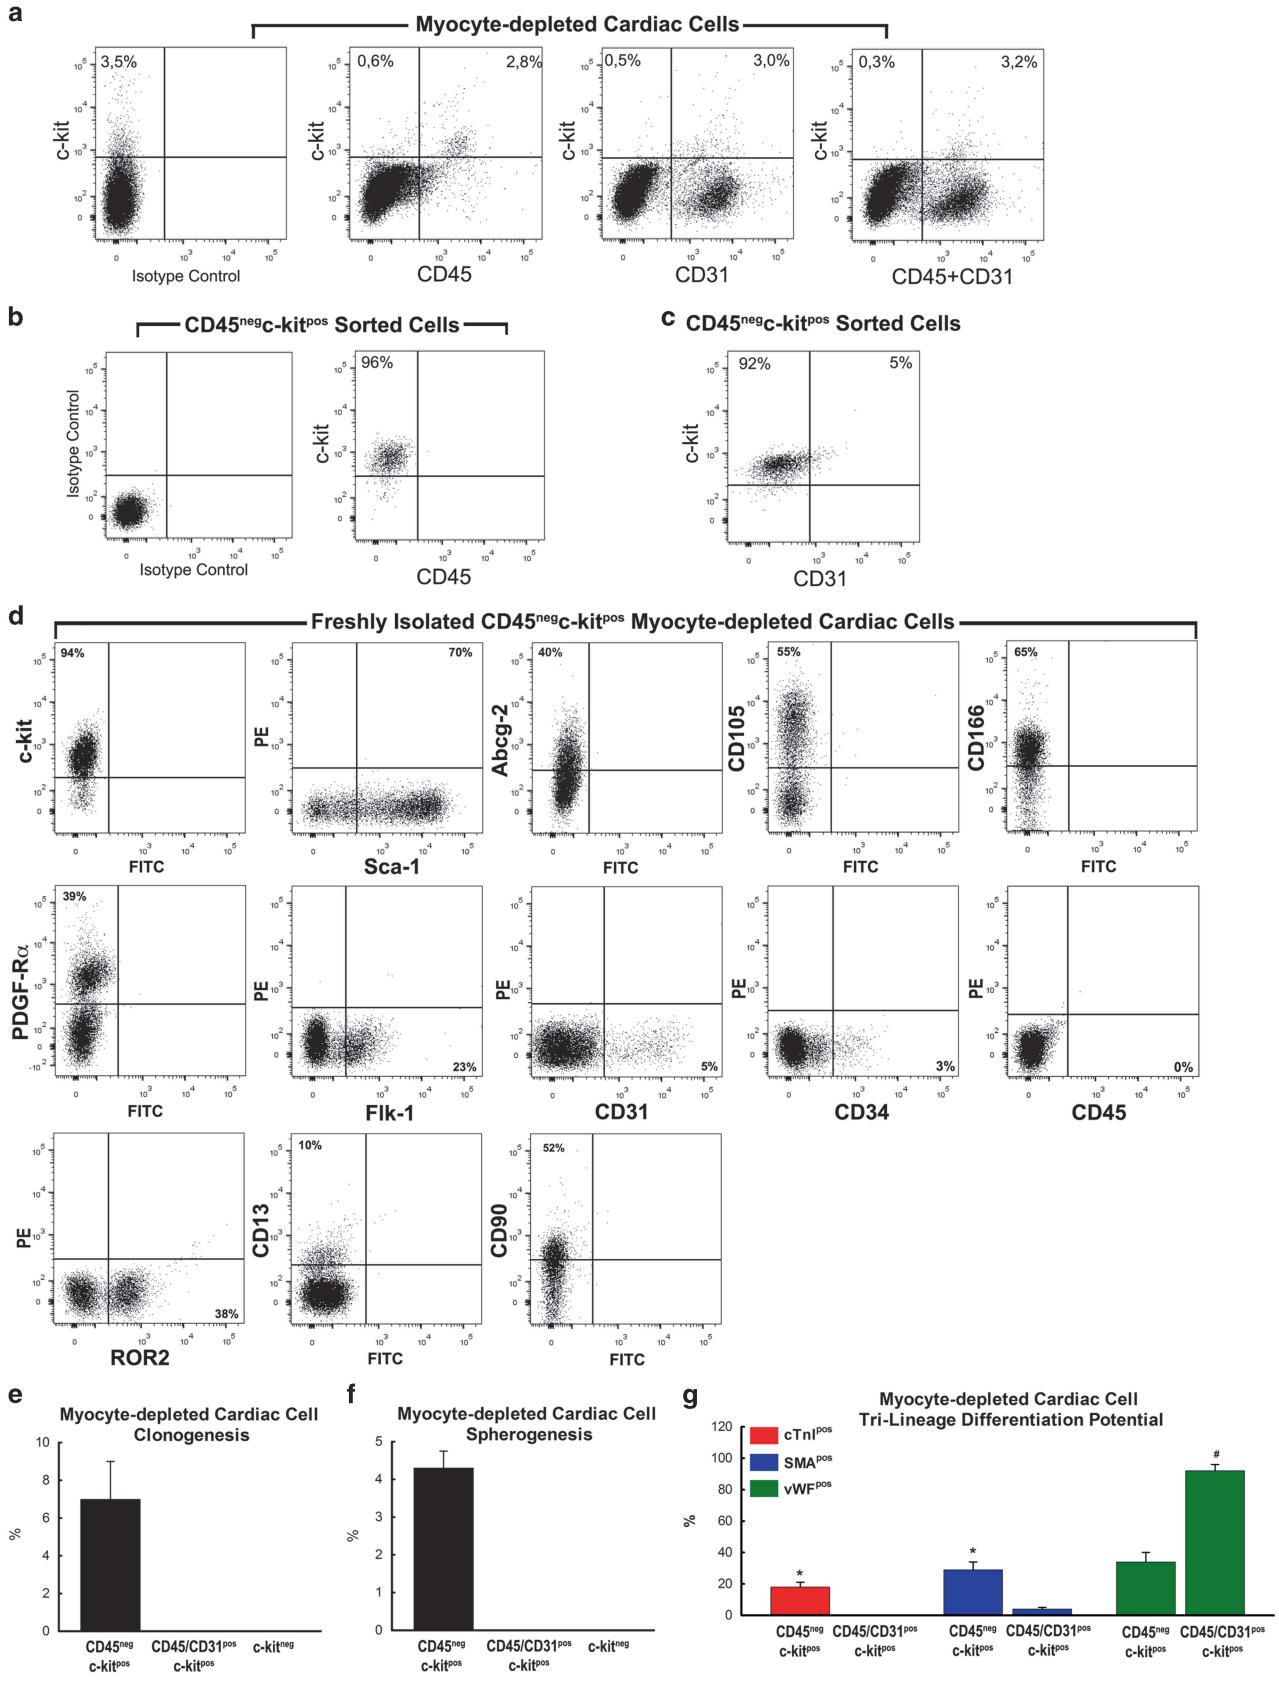 a
Myocyte-depleted Cardiac Cells
3,5%
0,6%
2,8%
0,5%
3,0%
0,3%
3,2%
c-kit
c-kit
c-kit
c-kit
Isotype Control
CD45
CD31
CD45+CD31
b
CD45negc-kitpos Sorted Cells
c
CD45negc-kitpos Sorted Cells
96%
92%
5%
Isotype Control
c-kit
c-kit
Isotype Control
CD45
CD31
d
Freshly Isolated CD45negc-kitpos Myocyte-depleted Cardiac Cells
94%
70%
40%
55%
65%
c-kit
PE
Abcg-2
CD105
CD166
FITC
Sca-1
FITC
FITC
FITC
39%
23%
5%
3%
0%
PDGF-Rα
PE
PE
PE
PE
FITC
Flk-1
CD31
CD34
CD45
38%
10%
52%
PE
CD13
CD90
ROR2
FITC
FITC
e
Myocyte-depleted Cardiac Cell
Clonogenesis
10
8
6
4
2
0
%
CD45neg
c-kitpos
CD45/CD31pos
c-kitpos
c-kitneg
f
Myocyte-depleted Cardiac Cell
Spherogenesis
5
4
3
2
1
0
%
CD45neg
c-kitpos
CD45/CD31pos
c-kitpos
c-kitneg
g
Myocyte-depleted Cardiac Cell
Tri-Lineage Differentiation Potential
120
100
80
60
40
20
0
%
cTnIpos
SMApos
vWFpos
*
*
#
CD45neg
c-kitpos
CD45/CD31pos
c-kitpos
CD45neg
c-kitpos
CD45/CD31pos
c-kitpos
CD45neg
c-kitpos
CD45/CD31pos
c-kitpos